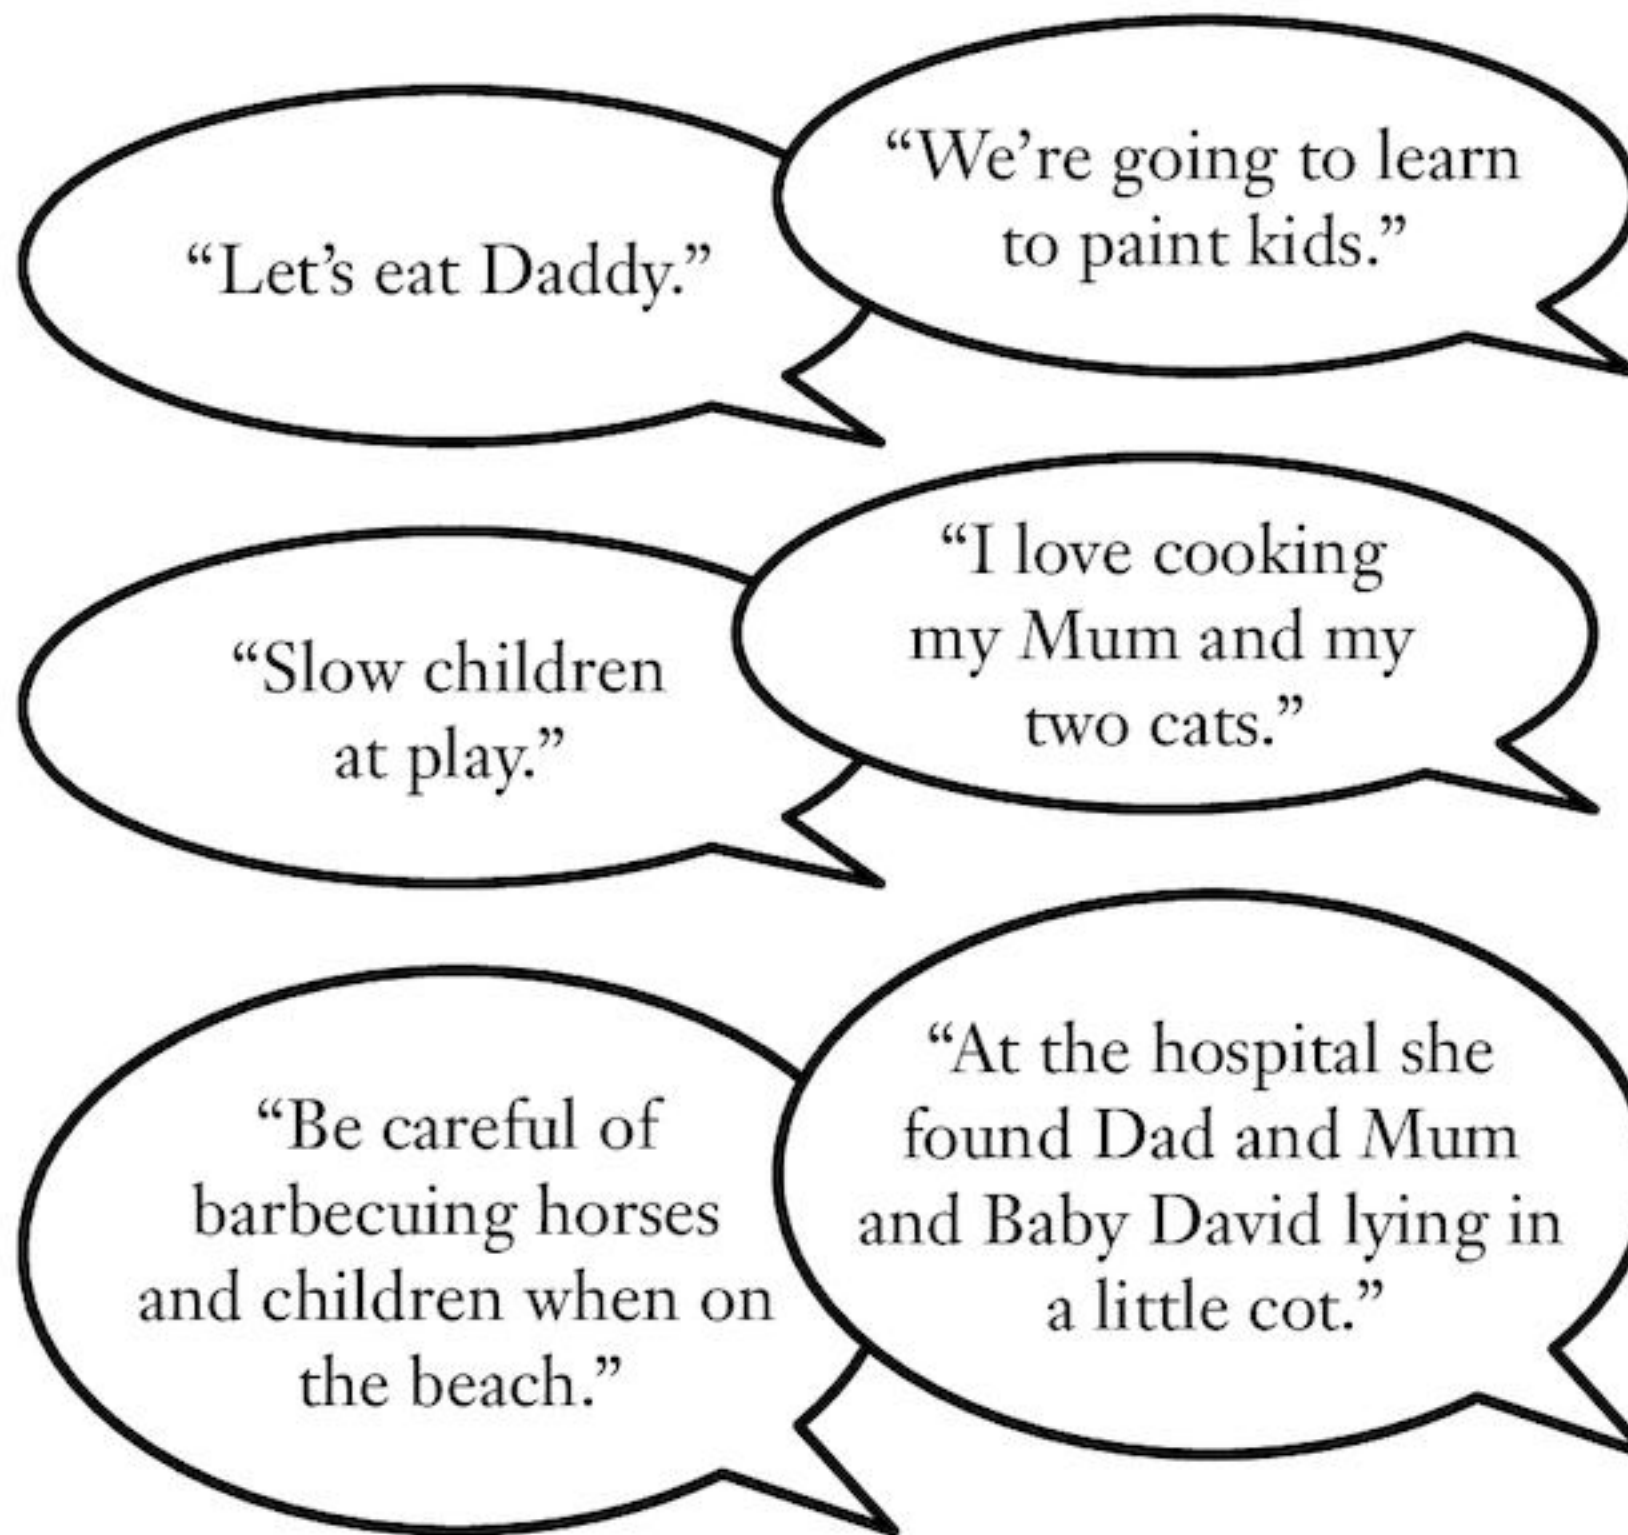 “Let’s eat Daddy.”
“We’re going to learn
to paint kids.”
“Slow children
at play.”
“I love cooking
my Mum and my
two cats.”
“Be careful of
barbecuing horses
and children when on
the beach.”
“At the hospital she
found Dad and Mum
and Baby David lying in
a little cot.”